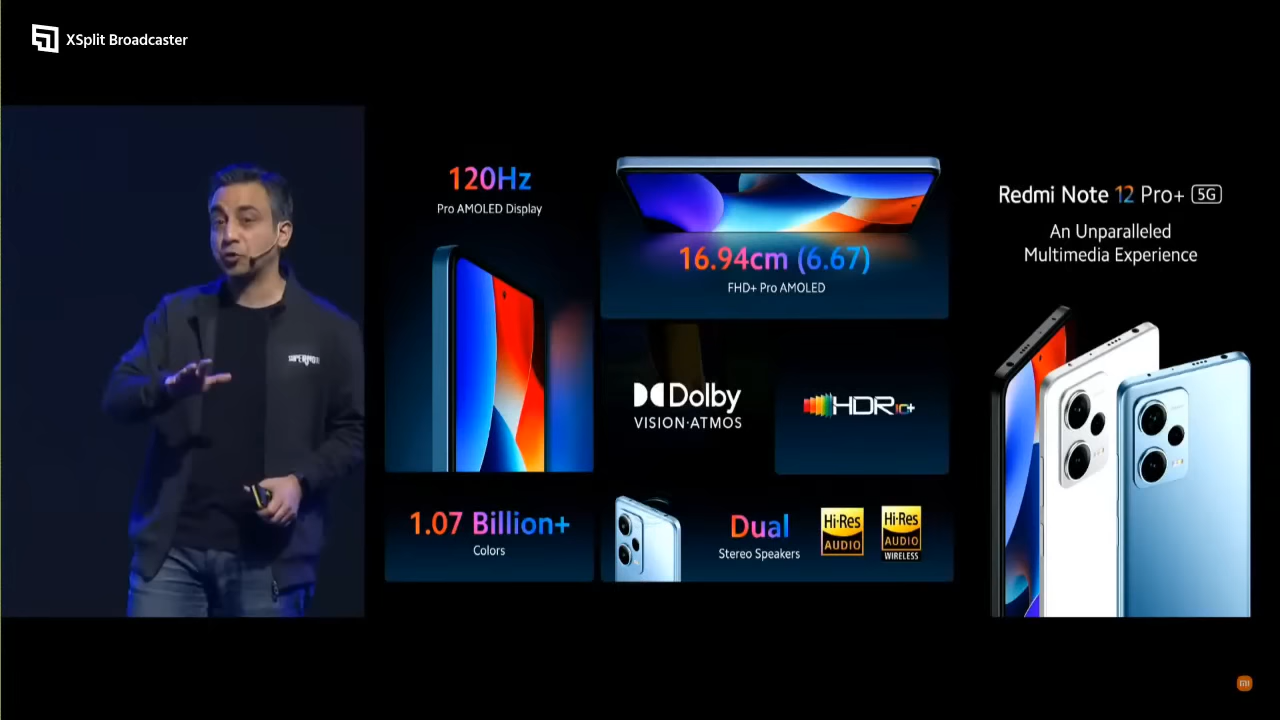 XSplit Broadcaster
120Hz
Pro AMOLED Display
16.94cm (6.67)
FHD+ Pro AMOLED
Redmi Note 12 Pro+ 5G
An Unparalleled
Multimedia Experience
Dolby
VISION·ATMOS
HDR10+
1.07 Billion+
Colors
Dual
Stereo Speakers
Hi-Res
AUDIO
Hi-Res
AUDIO
WIRELESS
mi